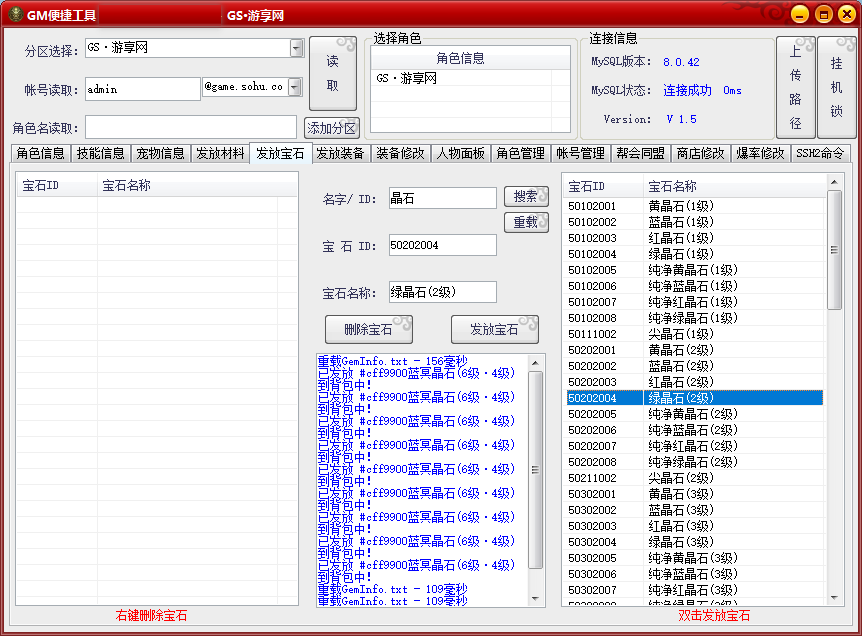 GM便捷工具
GS•游享网
分区选择：
GS·游享网
读取
选择角色
角色信息
GS·游享网
连接信息
MySQL版本： 8.0.42
MySQL状态： 连接成功 0ms
Version： V 1.5
上传路径
挂机锁
帐号读取：
admin
@game.sohu.co
角色名读取：
添加分区
角色信息 技能信息 宠物信息 发放材料 发放宝石 发放装备 装备修改 人物面板 角色管理 帐号管理 帮会同盟 商店修改 爆率修改 SSH2命令
宝石ID 宝石名称
右键删除宝石
名字/ ID：
晶石
搜索
重载
宝 石 ID：
50202004
宝石名称：
绿晶石(2级)
删除宝石
发放宝石
重载GemInfo.txt - 156毫秒
已发放 #cff9900蓝冥晶石(6级·4级)
到背包中!
已发放 #cff9900蓝冥晶石(6级·4级)
到背包中!
已发放 #cff9900蓝冥晶石(6级·4级)
到背包中!
已发放 #cff9900蓝冥晶石(6级·4级)
到背包中!
已发放 #cff9900蓝冥晶石(6级·4级)
到背包中!
已发放 #cff9900蓝冥晶石(6级·4级)
到背包中!
已发放 #cff9900蓝冥晶石(6级·4级)
到背包中!
已发放 #cff9900蓝冥晶石(6级·4级)
到背包中!
已发放 #cff9900蓝冥晶石(6级·4级)
到背包中!
重载GemInfo.txt - 109毫秒
重载GemInfo.txt - 109毫秒
宝石ID 宝石名称
50102001 黄晶石(1级)
50102002 蓝晶石(1级)
50102003 红晶石(1级)
50102004 绿晶石(1级)
50102005 纯净黄晶石(1级)
50102006 纯净蓝晶石(1级)
50102007 纯净红晶石(1级)
50102008 纯净绿晶石(1级)
50111002 尖晶石(1级)
50202001 黄晶石(2级)
50202002 蓝晶石(2级)
50202003 红晶石(2级)
50202004 绿晶石(2级)
50202005 纯净黄晶石(2级)
50202006 纯净蓝晶石(2级)
50202007 纯净红晶石(2级)
50202008 纯净绿晶石(2级)
50211002 尖晶石(2级)
50302001 黄晶石(3级)
50302002 蓝晶石(3级)
50302003 红晶石(3级)
50302004 绿晶石(3级)
50302005 纯净黄晶石(3级)
50302006 纯净蓝晶石(3级)
50302007 纯净红晶石(3级)
双击发放宝石